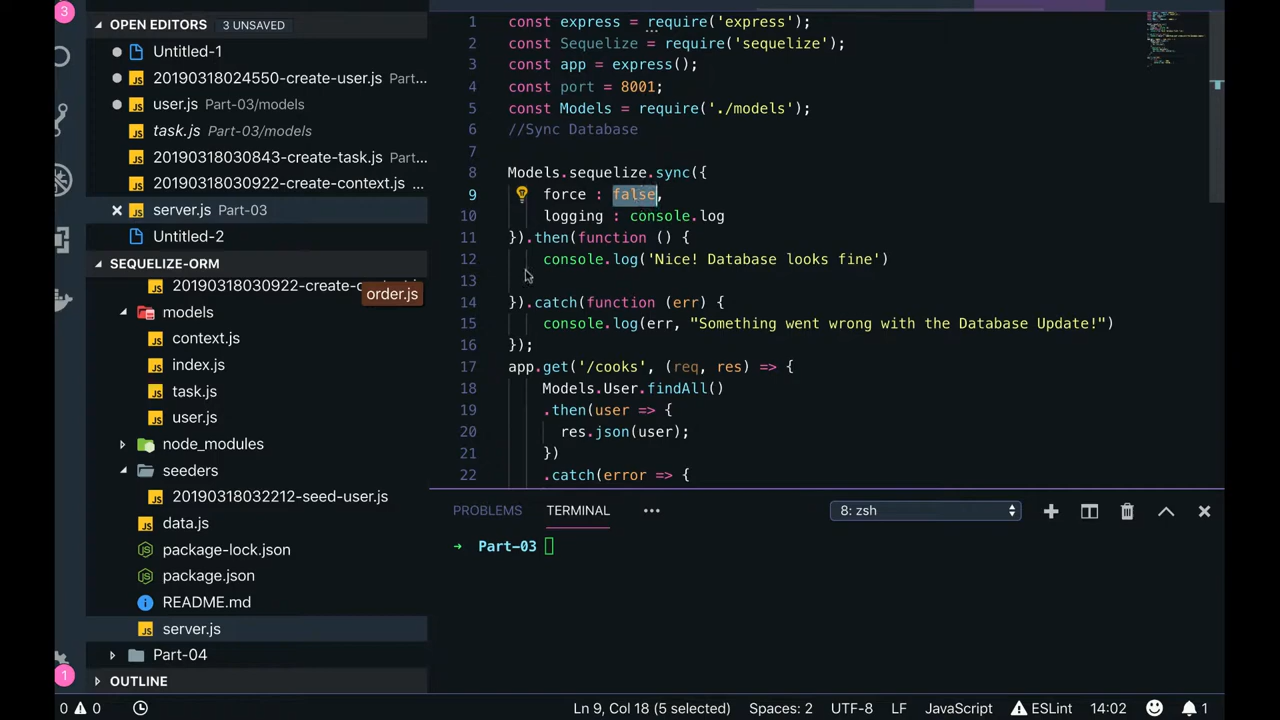 3
OPEN EDITORS 3 UNSAVED
Untitled-1
20190318024550-create-user.js Part...
user.js Part-03/models
task.js Part-03/models
20190318030843-create-task.js Part...
20190318030922-create-context.js ...
server.js Part-03
Untitled-2
SEQUELIZE-ORM
20190318030922-create-c
order.js
models
context.js
index.js
task.js
user.js
node_modules
seeders
20190318032212-seed-user.js
data.js
package-lock.json
package.json
README.md
server.js
Part-04
OUTLINE
1
1 const express = require('express');
2 const Sequelize = require('sequelize');
3 const app = express();
4 const port = 8001;
5 const Models = require('./models');
6 //Sync Database
7
8 Models.sequelize.sync({
9 force : false,
10 logging : console.log
11 }).then(function () {
12 console.log('Nice! Database looks fine')
13
14 }).catch(function (err) {
15 console.log(err, "Something went wrong with the Database Update!")
16 });
17 app.get('/cooks', (req, res) => {
18 Models.User.findAll()
19 .then(user => {
20 res.json(user);
21 })
22 .catch(error => {
PROBLEMS TERMINAL ... 8: zsh
→ Part-03
0 0 Ln 9, Col 18 (5 selected) Spaces: 2 UTF-8 LF JavaScript ESLint 14:02 1